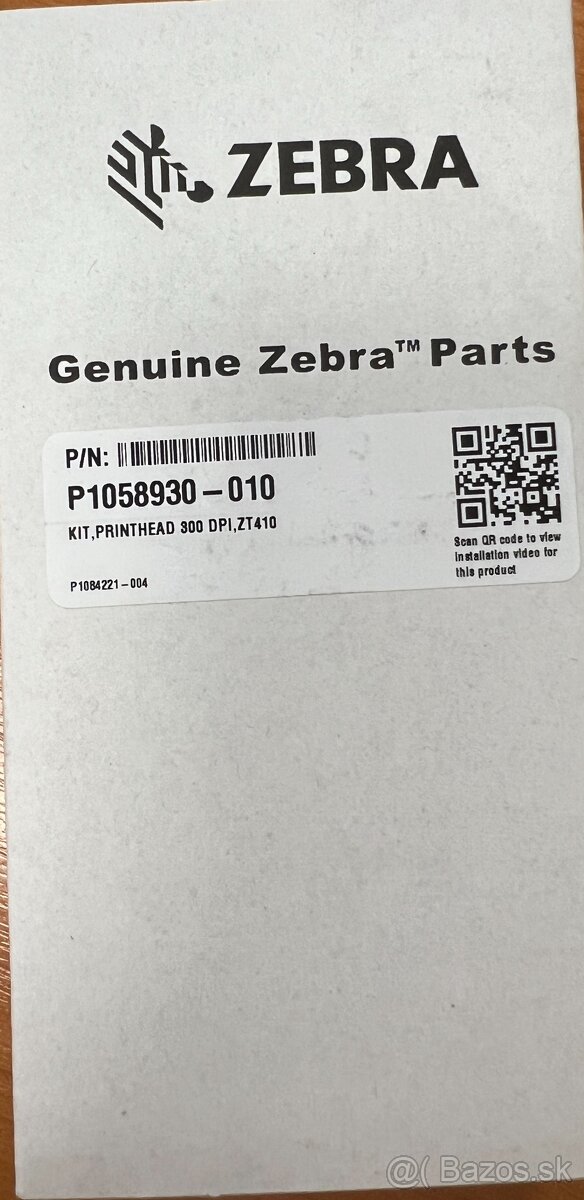 ZEBRA
Genuine Zebra™ Parts
P/N:
P1058930-010
KIT,PRINTHEAD 300 DPI,ZT410
P1084221-004
Scan QR code to view
installation video for
this product
@( Bazos.sk